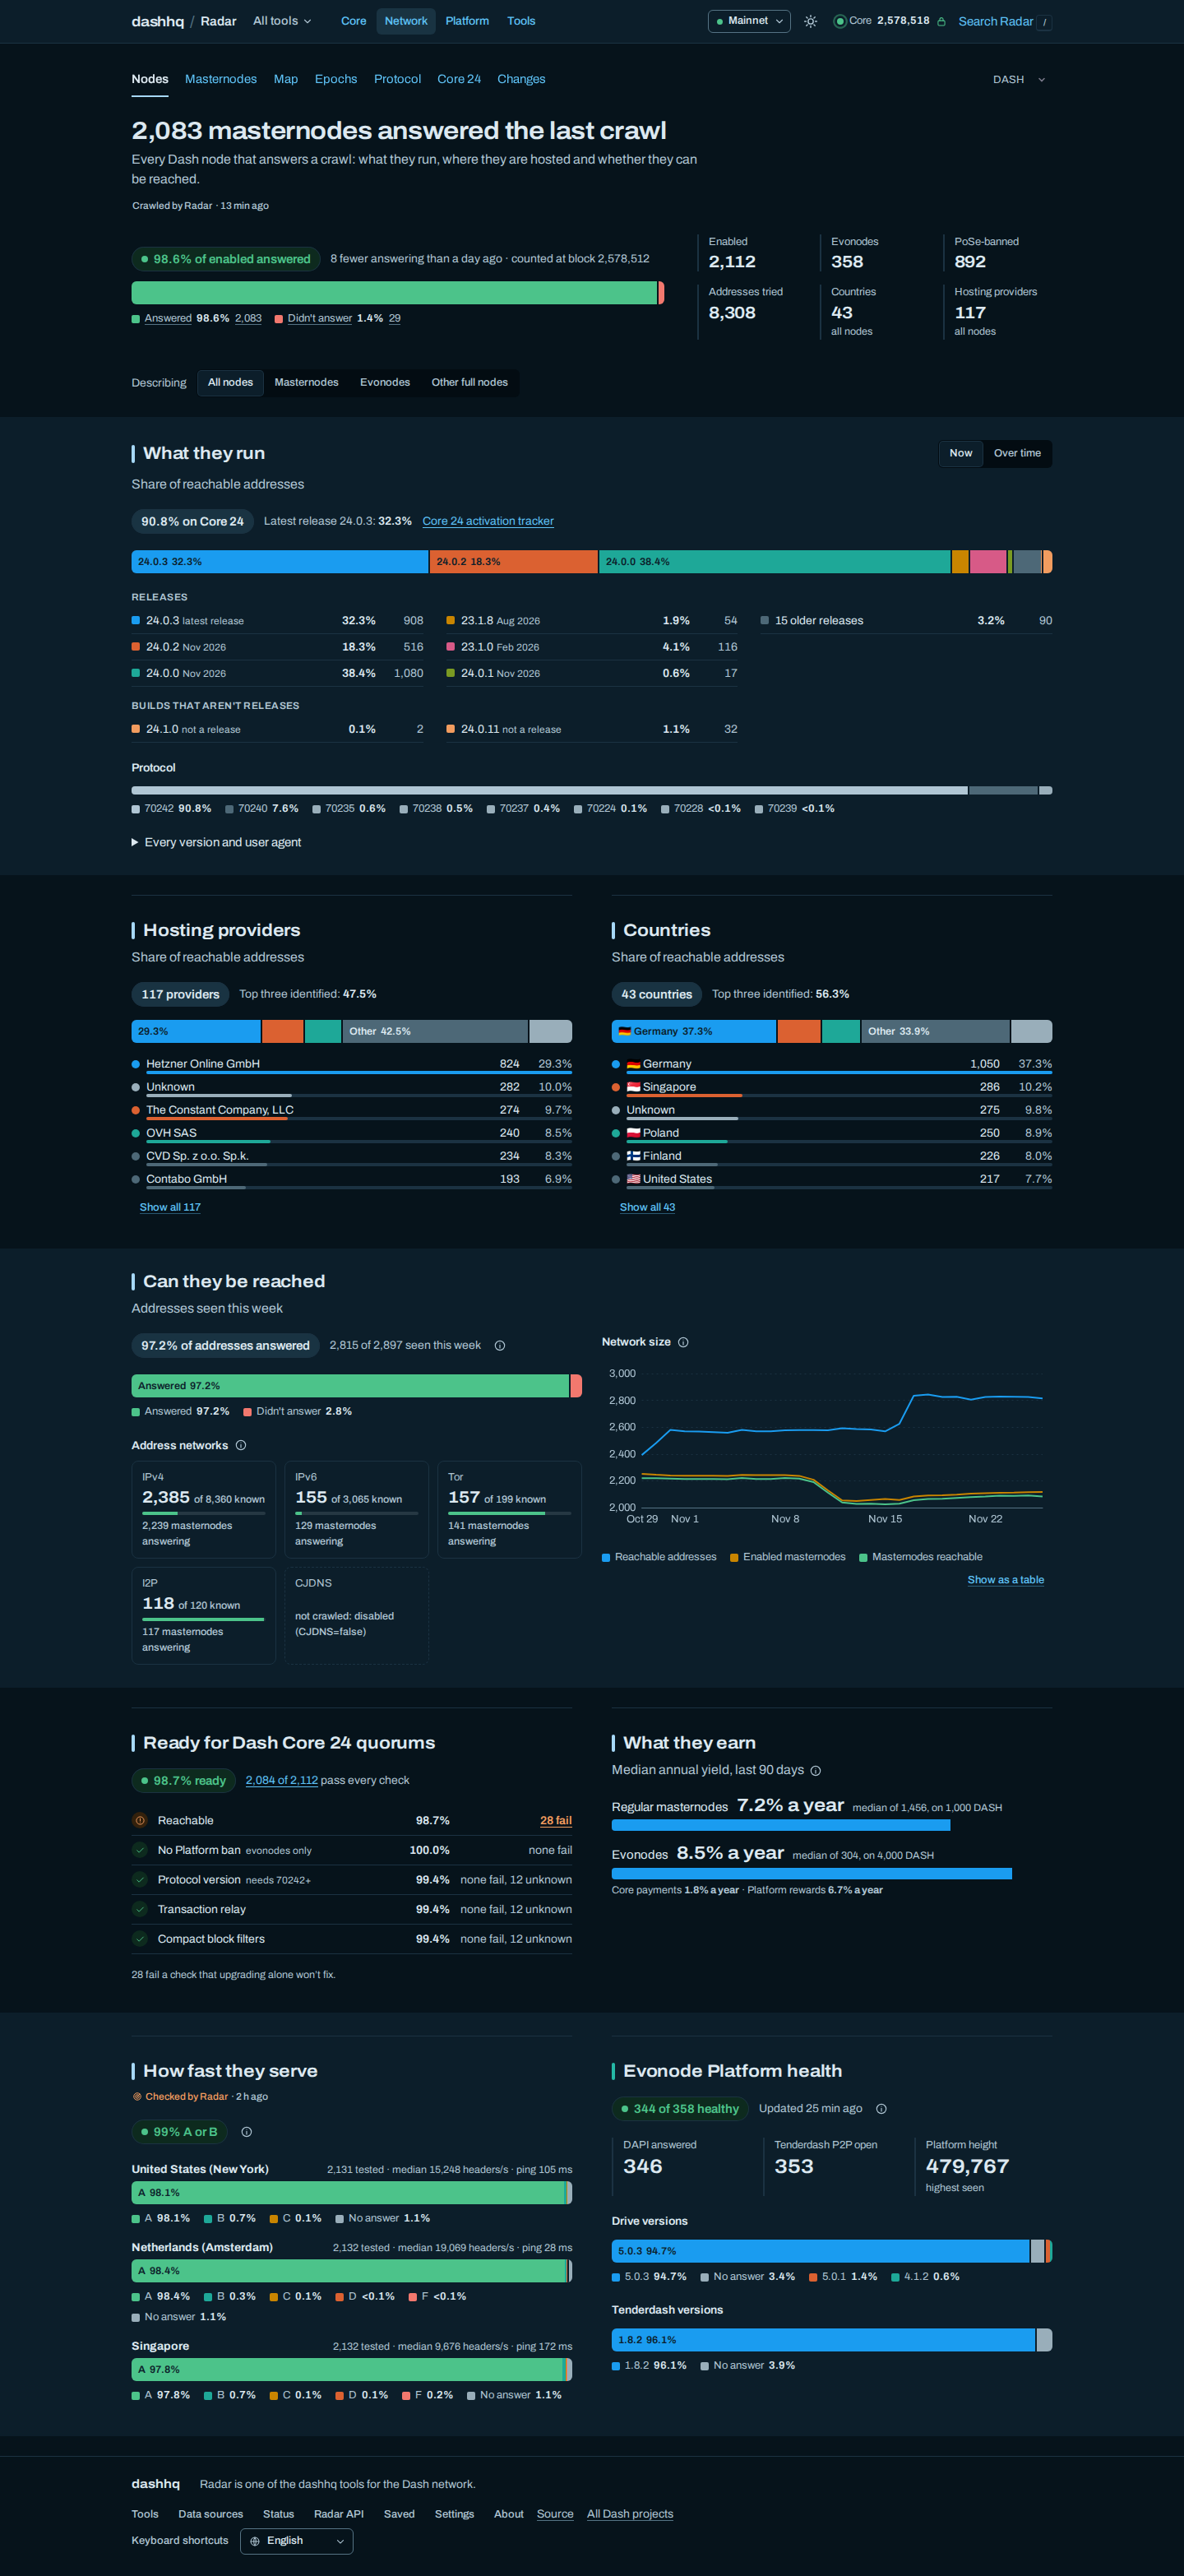 dashhq / Radar All tools Core Network Platform Tools Mainnet Core 2,578,518 Search Radar /
Nodes Masternodes Map Epochs Protocol Core 24 Changes DASH
2,083 masternodes answered the last crawl
Every Dash node that answers a crawl: what they run, where they are hosted and whether they can
be reached.
Crawled by Radar · 13 min ago
98.6% of enabled answered 8 fewer answering than a day ago · counted at block 2,578,512
Answered 98.6% 2,083 Didn't answer 1.4% 29
Enabled Evonodes PoSe-banned
2,112 358 892
Addresses tried Countries Hosting providers
8,308 43 117
all nodes all nodes
Describing All nodes Masternodes Evonodes Other full nodes
What they run Now Over time
Share of reachable addresses
90.8% on Core 24 Latest release 24.0.3: 32.3% Core 24 activation tracker
24.0.3 32.3% 24.0.2 18.3% 24.0.0 38.4%
RELEASES
24.0.3 latest release 32.3% 908 23.1.8 Aug 2026 1.9% 54 15 older releases 3.2% 90
24.0.2 Nov 2026 18.3% 516 23.1.0 Feb 2026 4.1% 116
24.0.0 Nov 2026 38.4% 1,080 24.0.1 Nov 2026 0.6% 17
BUILDS THAT AREN'T RELEASES
24.1.0 not a release 0.1% 2 24.0.11 not a release 1.1% 32
Protocol
70242 90.8% 70240 7.6% 70235 0.6% 70238 0.5% 70237 0.4% 70224 0.1% 70228 <0.1% 70239 <0.1%
Every version and user agent
Hosting providers
Share of reachable addresses
117 providers Top three identified: 47.5%
29.3% Other 42.5%
Hetzner Online GmbH 824 29.3%
Unknown 282 10.0%
The Constant Company, LLC 274 9.7%
OVH SAS 240 8.5%
CVD Sp. z o.o. Sp.k. 234 8.3%
Contabo GmbH 193 6.9%
Show all 117
Countries
Share of reachable addresses
43 countries Top three identified: 56.3%
Germany 37.3% Other 33.9%
Germany 1,050 37.3%
Singapore 286 10.2%
Unknown 275 9.8%
Poland 250 8.9%
Finland 226 8.0%
United States 217 7.7%
Show all 43
Can they be reached
Addresses seen this week
97.2% of addresses answered 2,815 of 2,897 seen this week
Answered 97.2%
Answered 97.2% Didn't answer 2.8%
Address networks
IPv4 IPv6 Tor
2,385 of 8,360 known 155 of 3,065 known 157 of 199 known
2,239 masternodes 129 masternodes 141 masternodes
answering answering answering
I2P CJDNS
118 of 120 known
not crawled: disabled
(CJDNS=false)
117 masternodes
answering
Network size
3,000
2,800
2,600
2,400
2,200
2,000
Oct 29 Nov 1 Nov 8 Nov 15 Nov 22
Reachable addresses Enabled masternodes Masternodes reachable
Show as a table
Ready for Dash Core 24 quorums
98.7% ready 2,084 of 2,112 pass every check
Reachable 98.7% 28 fail
No Platform ban evonodes only 100.0% none fail
Protocol version needs 70242+ 99.4% none fail, 12 unknown
Transaction relay 99.4% none fail, 12 unknown
Compact block filters 99.4% none fail, 12 unknown
28 fail a check that upgrading alone won't fix.
What they earn
Median annual yield, last 90 days
Regular masternodes 7.2% a year median of 1,456, on 1,000 DASH
Evonodes 8.5% a year median of 304, on 4,000 DASH
Core payments 1.8% a year · Platform rewards 6.7% a year
How fast they serve
Checked by Radar · 2 h ago
99% A or B
United States (New York) 2,131 tested · median 15,248 headers/s · ping 105 ms
A 98.1%
A 98.1% B 0.7% C 0.1% No answer 1.1%
Netherlands (Amsterdam) 2,132 tested · median 19,069 headers/s · ping 28 ms
A 98.4%
A 98.4% B 0.3% C 0.1% D <0.1% F <0.1%
No answer 1.1%
Singapore 2,132 tested · median 9,676 headers/s · ping 172 ms
A 97.8%
A 97.8% B 0.7% C 0.1% D 0.1% F 0.2% No answer 1.1%
Evonode Platform health
344 of 358 healthy Updated 25 min ago
DAPI answered Tenderdash P2P open Platform height
346 353 479,767
highest seen
Drive versions
5.0.3 94.7%
5.0.3 94.7% No answer 3.4% 5.0.1 1.4% 4.1.2 0.6%
Tenderdash versions
1.8.2 96.1%
1.8.2 96.1% No answer 3.9%
dashhq Radar is one of the dashhq tools for the Dash network.
Tools Data sources Status Radar API Saved Settings About Source All Dash projects
Keyboard shortcuts English